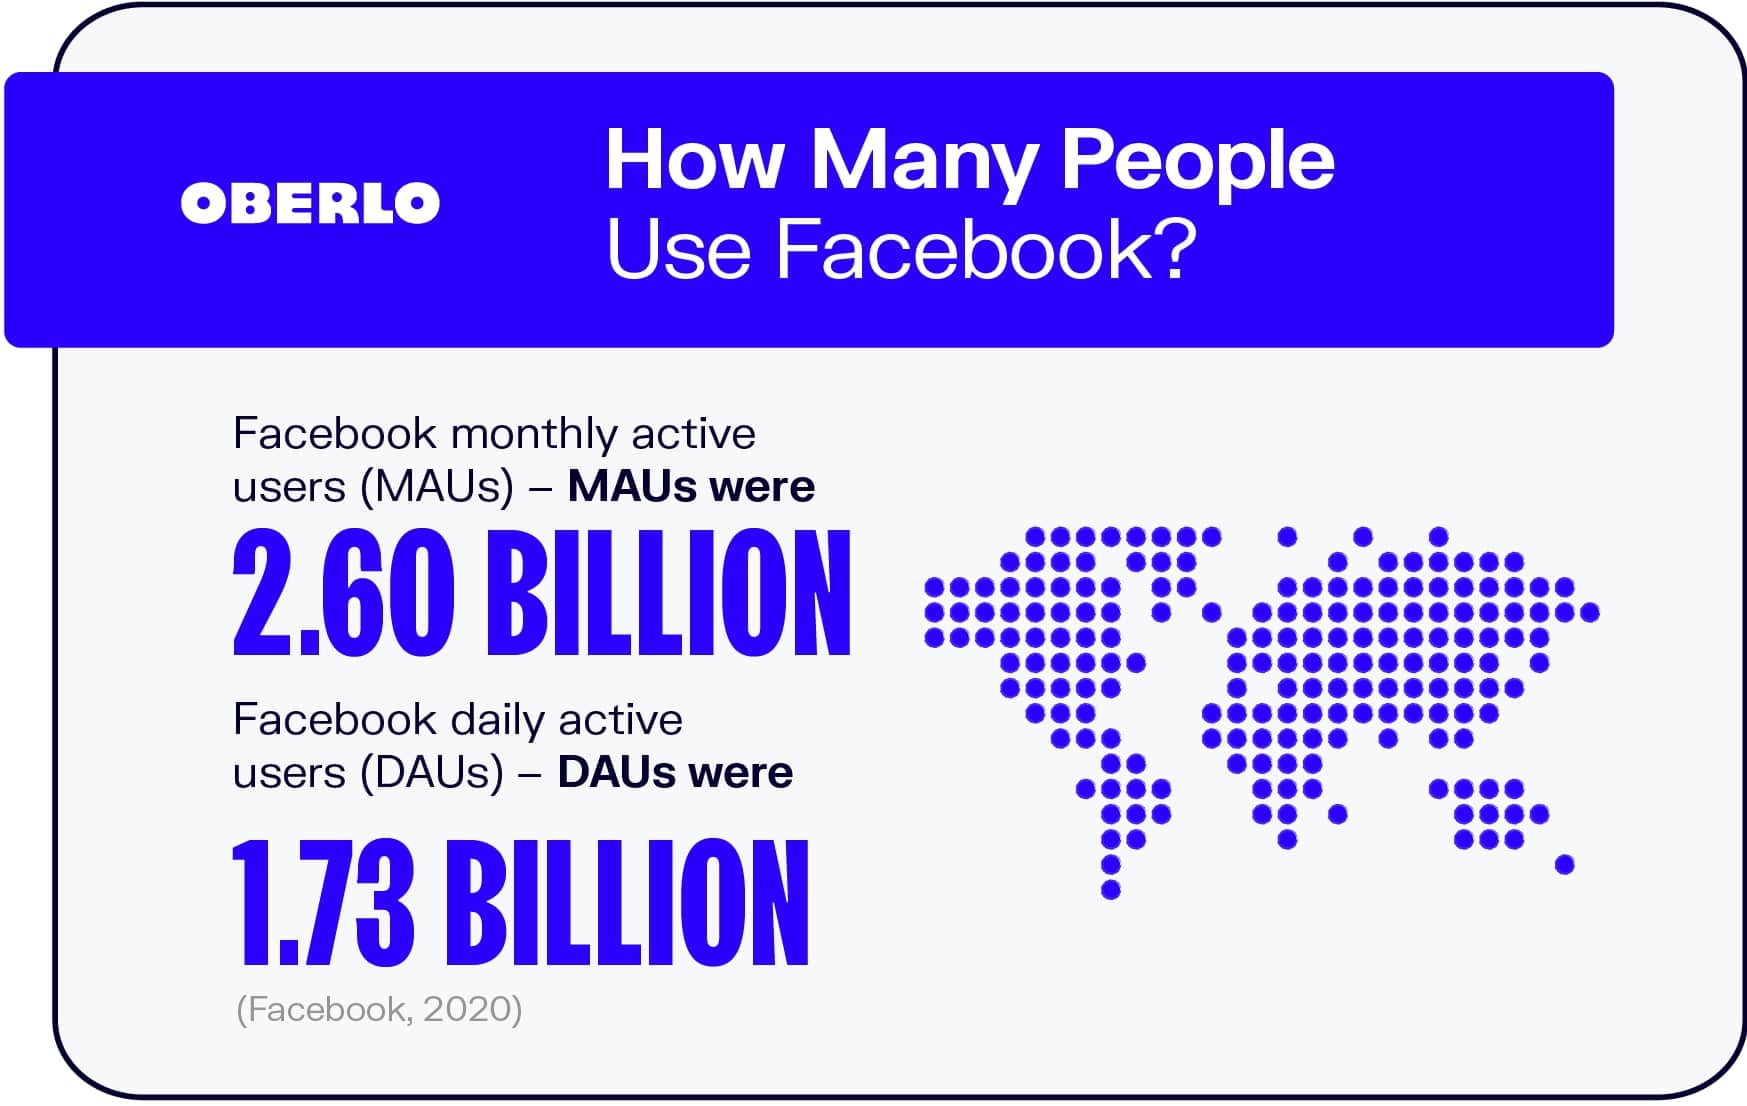 OBERLO
How Many People
Use Facebook?
Facebook monthly active
users (MAUs) – MAUs were
2.60 BILLION
Facebook daily active
users (DAUs) – DAUs were
1.73 BILLION
(Facebook, 2020)